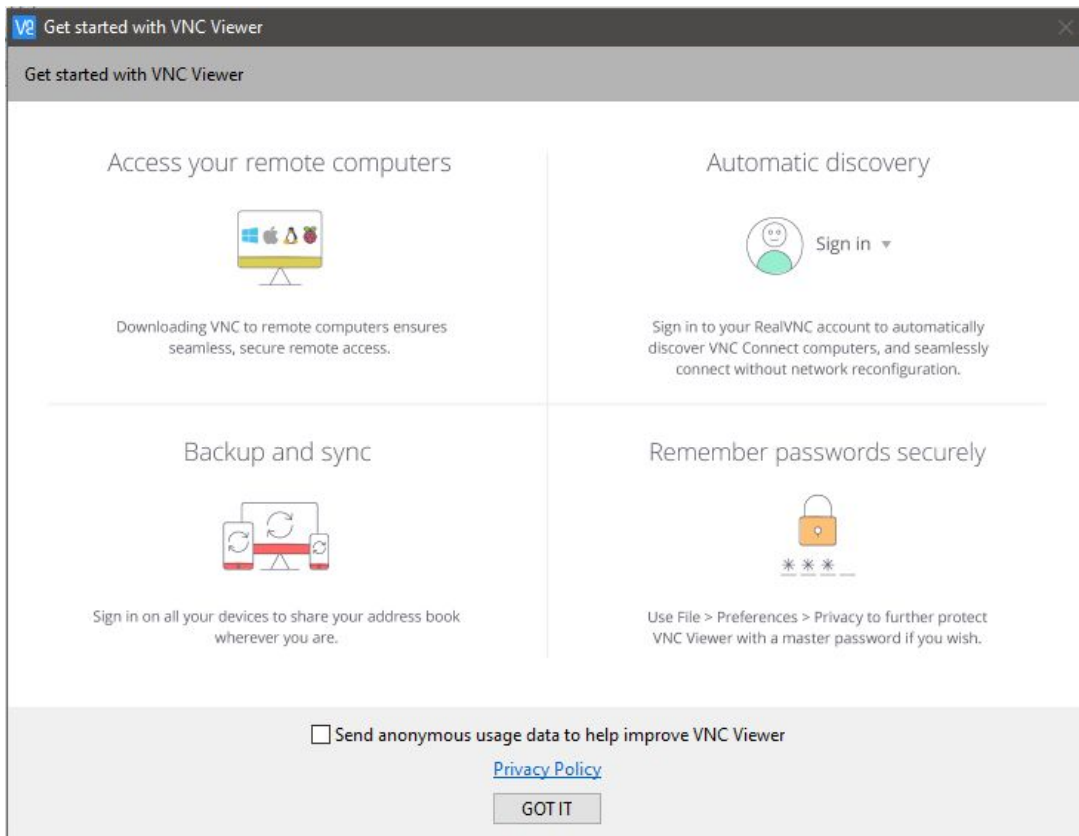 Get started with VNC Viewer
Get started with VNC Viewer
Access your remote computers
Downloading VNC to remote computers ensures
seamless, secure remote access.
Automatic discovery
Sign in
Sign in to your RealVNC account to automatically
discover VNC Connect computers, and seamlessly
connect without network reconfiguration.
Backup and sync
Sign in on all your devices to share your address book
wherever you are.
Remember passwords securely
***_
Use File > Preferences > Privacy to further protect
VNC Viewer with a master password if you wish.
Send anonymous usage data to help improve VNC Viewer
Privacy Policy
GOT IT